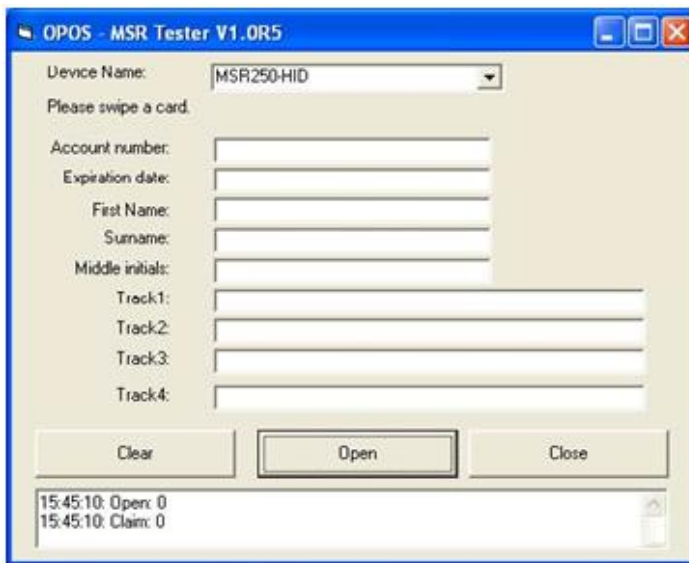 OPOS - MSR Tester V1.0R5
Device Name: MSR250-HID
Please swipe a card.
Account number:
Expiration date:
First Name:
Surname:
Middle initials:
Track1:
Track2:
Track3:
Track4:
Clear Open Close
15:45:10: Open: 0
15:45:10: Claim: 0